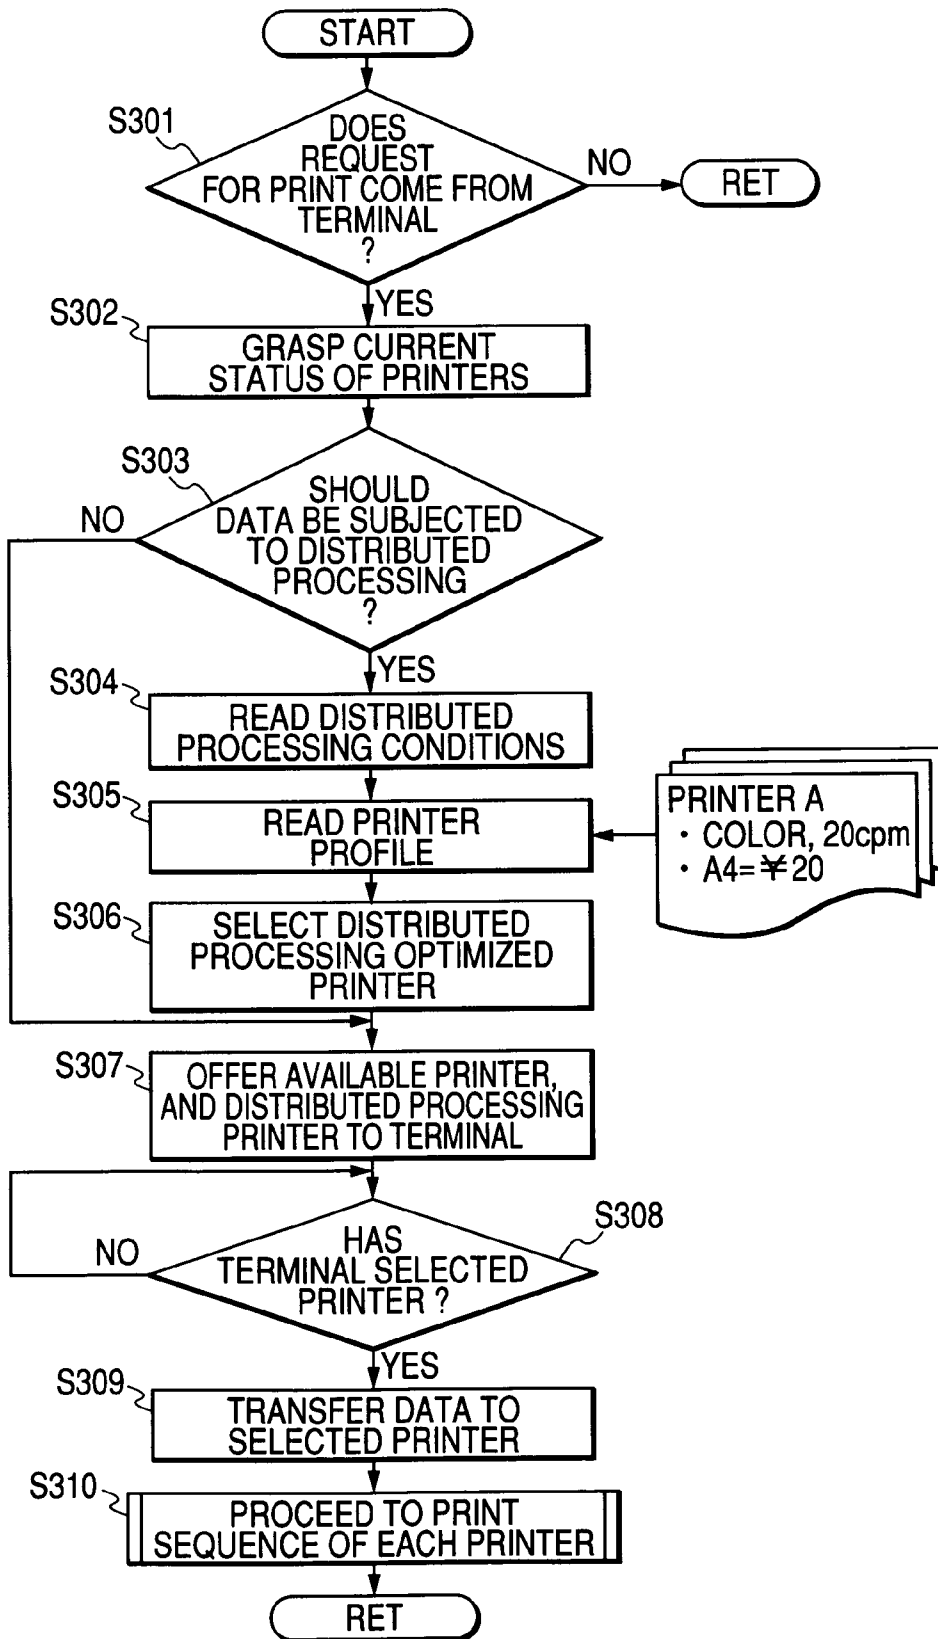 START
S301
DOES
REQUEST
FOR PRINT COME FROM
TERMINAL
?
NO
RET
YES
S302
GRASP CURRENT
STATUS OF PRINTERS
S303
SHOULD
DATA BE SUBJECTED
TO DISTRIBUTED
PROCESSING
?
NO
YES
S304
READ DISTRIBUTED
PROCESSING CONDITIONS
S305
READ PRINTER
PROFILE
PRINTER A
・ COLOR, 20cpm
・ A4=¥20
S306
SELECT DISTRIBUTED
PROCESSING OPTIMIZED
PRINTER
S307
OFFER AVAILABLE PRINTER,
AND DISTRIBUTED PROCESSING
PRINTER TO TERMINAL
S308
HAS
TERMINAL SELECTED
PRINTER ?
NO
YES
S309
TRANSFER DATA TO
SELECTED PRINTER
S310
PROCEED TO PRINT
SEQUENCE OF EACH PRINTER
RET